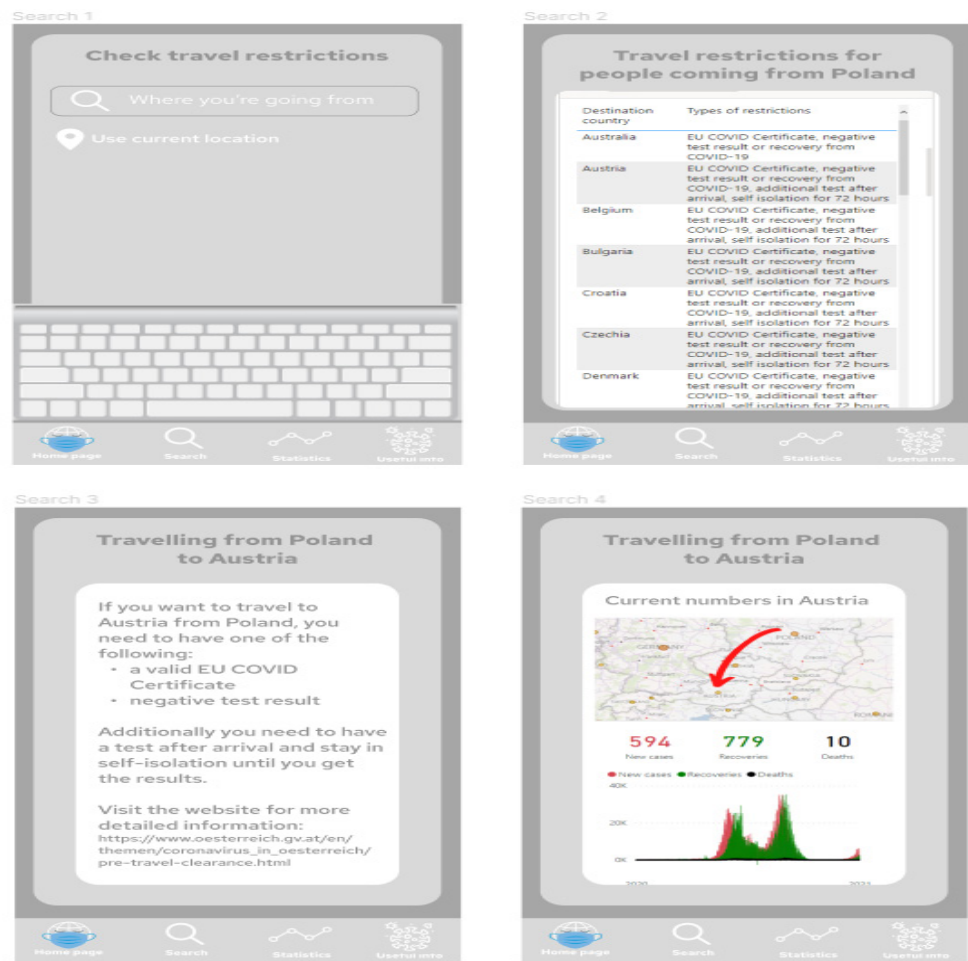 Search 1
Check travel restrictions
Where you're going from
Use current location
Home page
Search
Statistics
Useful info
Search 2
Travel restrictions for
people coming from Poland
Destination
country
Types of restrictions
Australia
EU COVID Certificate, negative
test result or recovery from
COVID-19
Austria
EU COVID Certificate, negative
test result or recovery from
COVID-19, additional test after
arrival, self isolation for 72 hours
Belgium
EU COVID Certificate, negative
test result or recovery from
COVID-19, additional test after
arrival, self isolation for 72 hours
Bulgaria
EU COVID Certificate, negative
test result or recovery from
COVID-19, additional test after
arrival, self isolation for 72 hours
Croatia
EU COVID Certificate, negative
test result or recovery from
COVID-19, additional test after
arrival, self isolation for 72 hours
Czechia
EU COVID Certificate, negative
test result or recovery from
COVID-19, additional test after
arrival, self isolation for 72 hours
Denmark
EU COVID Certificate, negative
test result or recovery from
COVID-19, additional test after
arrival, self isolation for 72 hours
Home page
Search
Statistics
Useful info
Search 3
Travelling from Poland
to Austria
If you want to travel to
Austria from Poland, you
need to have one of the
following:
• a valid EU COVID
Certificate
• negative test result
Additionally you need to have
a test after arrival and stay in
self-isolation until you get
the results.
Visit the website for more
detailed information:
https://www.oesterreich.gv.at/en/
themen/coronavirus_in_oesterreich/
pre-travel-clearance.html
Home page
Search
Statistics
Useful info
Search 4
Travelling from Poland
to Austria
Current numbers in Austria
POLAND
GERMANY
AUSTRIA
594
New cases
779
Recoveries
10
Deaths
New cases Recoveries Deaths
40K
20K
0K
2020
2021
Home page
Search
Statistics
Useful info